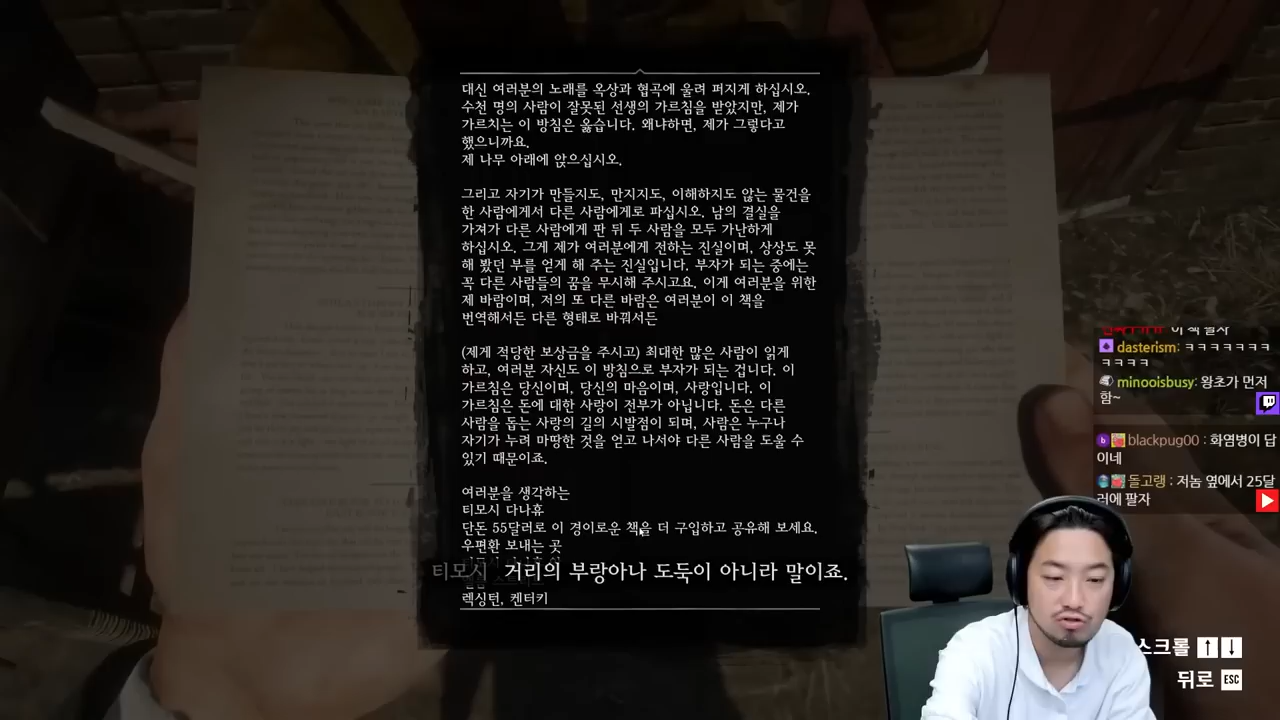 대신 여러분의 노래를 옥상과 협곡에 울려 퍼지게 하십시오.
수천 명의 사람이 잘못된 선생의 가르침을 받았지만, 제가
가르치는 이 방침은 옳습니다. 왜냐하면, 제가 그렇다고
했으니까요.
제 나무 아래에 앉으십시오.
그리고 자기가 만들지도, 만지지도, 이해하지도 않는 물건을
한 사람에게서 다른 사람에게로 파십시오. 남의 결실을
가져가 다른 사람에게 판 뒤 두 사람을 모두 가난하게
하십시오. 그게 제가 여러분에게 전하는 진실이며, 상상도 못
해 봤던 부를 얻게 해 주는 진실입니다. 부자가 되는 중에는
꼭 다른 사람들의 꿈을 무시해 주시고요. 이게 여러분을 위한
제 바람이며, 저의 또 다른 바람은 여러분이 이 책을
번역해서든 다른 형태로 바꿔서든
(제게 적당한 보상금을 주시고) 최대한 많은 사람이 읽게
하고, 여러분 자신도 이 방침으로 부자가 되는 겁니다. 이
가르침은 당신이며, 당신의 마음이며, 사랑입니다. 이
가르침은 돈에 대한 사랑이 전부가 아닙니다. 돈은 다른
사람을 돕는 사랑의 길의 시발점이 되며, 사람은 누구나
자기가 누려 마땅한 것을 얻고 나서야 다른 사람을 도울 수
있기 때문이죠.
여러분을 생각하는
티모시 다나휴
단돈 55달러로 이 경이로운 책을 더 구입하고 공유해 보세요.
우편환 보내는 곳
티모시 거리의 부랑아나 도둑이 아니라 말이죠.
렉싱턴, 켄터키
이 책 팔자
dasterism: ㅋㅋㅋㅋㅋㅋㅋ
ㅋㅋㅋㅋ
minooisbusy: 왕초가 먼저
함~
blackpug00 : 화염병이 답
이네
돌고랭 : 저놈 옆에서 25달
러에 팔자
스크롤 ↑ ↓
뒤로 ESC